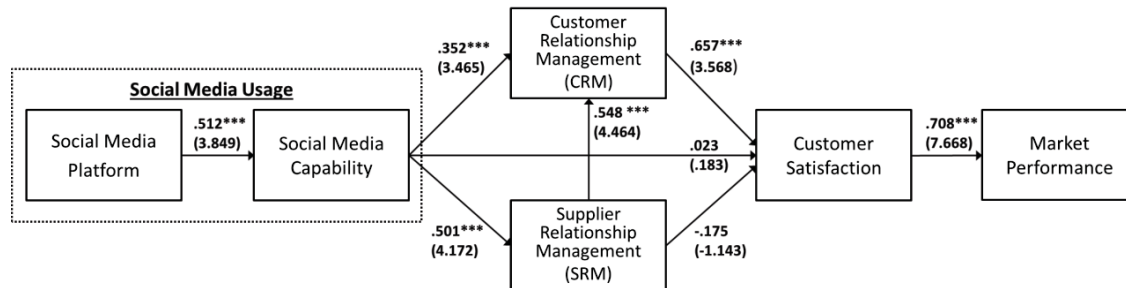 Social Media Usage
Social Media
Platform
.512***
(3.849)
Social Media
Capability
.352***
(3.465)
.501***
(4.172)
Customer
Relationship
Management
(CRM)
.548 ***
(4.464)
Supplier
Relationship
Management
(SRM)
.657***
(3.568)
.023
(.183)
-.175
(-1.143)
Customer
Satisfaction
.708***
(7.668)
Market
Performance